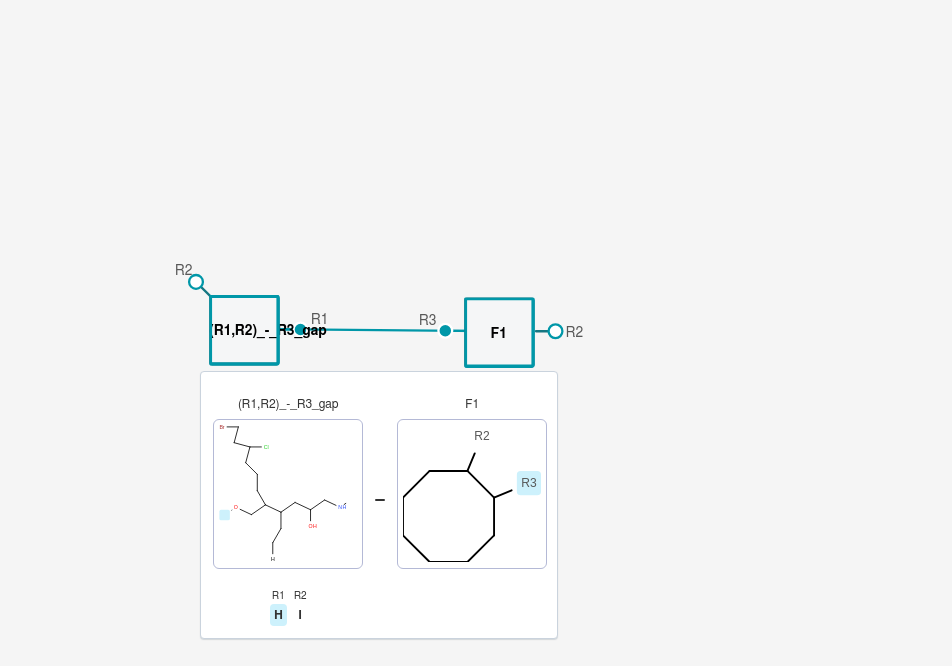 R2
R1
R3
(R1,R2)_-_R3_gap
F1
R2
(R1,R2)_-_R3_gap
F1
Br
Cl
O
OH
NH
H
R2
R3
R1 R2
H I